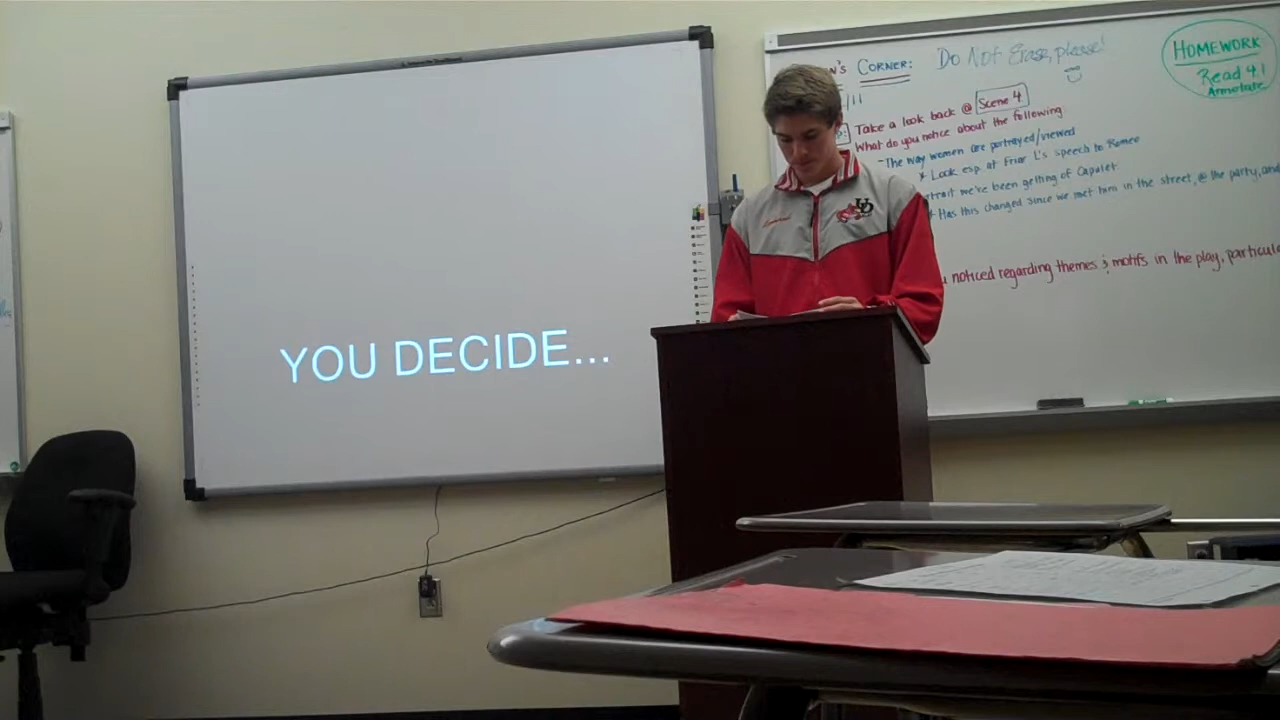 YOU DECIDE...
N'S CORNER: Do Not Erase, please!
/11
Take a look back @ Scene 4
What do you notice about the following
- The way women are portrayed/viewed
* Look esp. at Friar L's speech to Romeo
trait we've been getting of Capulet
* Has this changed since we met him in the street, @ the party, and
noticed regarding themes & motifs in the play, particul
HOMEWORK
Read 4.1
Annotate
UD